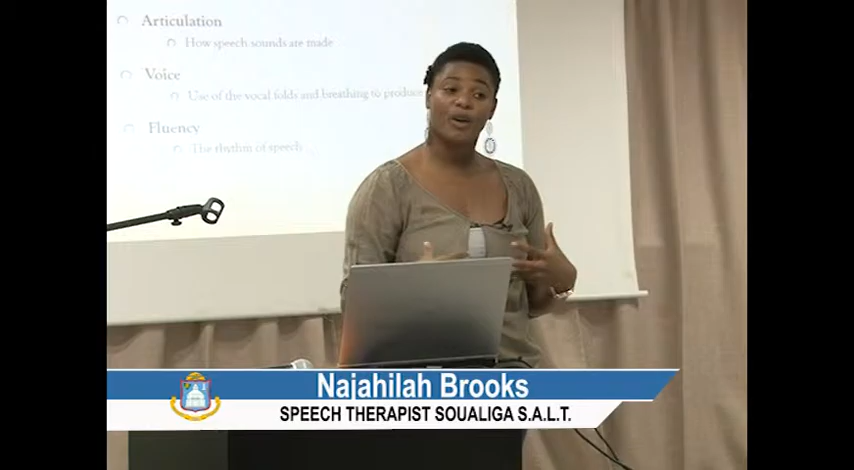 Articulation
How speech sounds are made
Voice
Use of the vocal folds and breathing to produce
Fluency
The rhythm of speech
Najahilah Brooks
SPEECH THERAPIST SOUALIGA S.A.L.T.